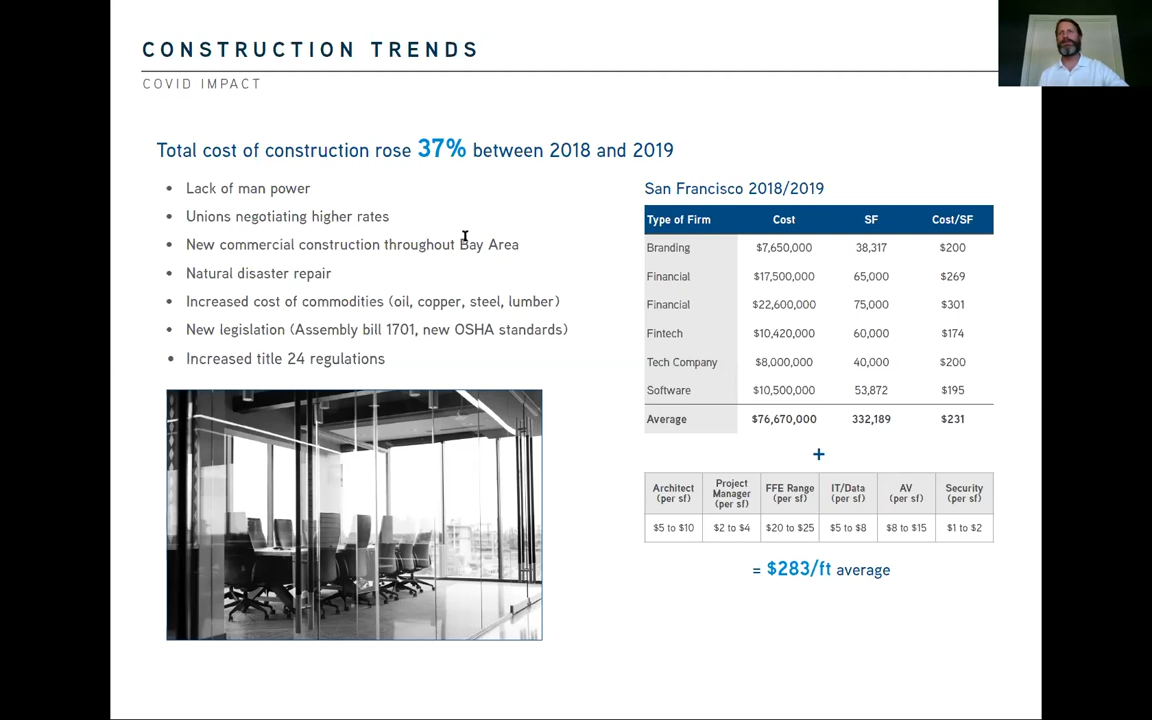 CONSTRUCTION TRENDS
COVID IMPACT
Total cost of construction rose 37% between 2018 and 2019
• Lack of man power
• Unions negotiating higher rates
• New commercial construction throughout Bay Area
• Natural disaster repair
• Increased cost of commodities (oil, copper, steel, lumber)
• New legislation (Assembly bill 1701, new OSHA standards)
• Increased title 24 regulations
San Francisco 2018/2019
Type of Firm Cost SF Cost/SF
Branding $7,650,000 38,317 $200
Financial $17,500,000 65,000 $269
Financial $22,600,000 75,000 $301
Fintech $10,420,000 60,000 $174
Tech Company $8,000,000 40,000 $200
Software $10,500,000 53,872 $195
Average $76,670,000 332,189 $231
+
Architect (per sf) Project Manager (per sf) FFE Range (per sf) IT/Data (per sf) AV (per sf) Security (per sf)
$5 to $10 $2 to $4 $20 to $25 $5 to $8 $8 to $15 $1 to $2
= $283/ft average